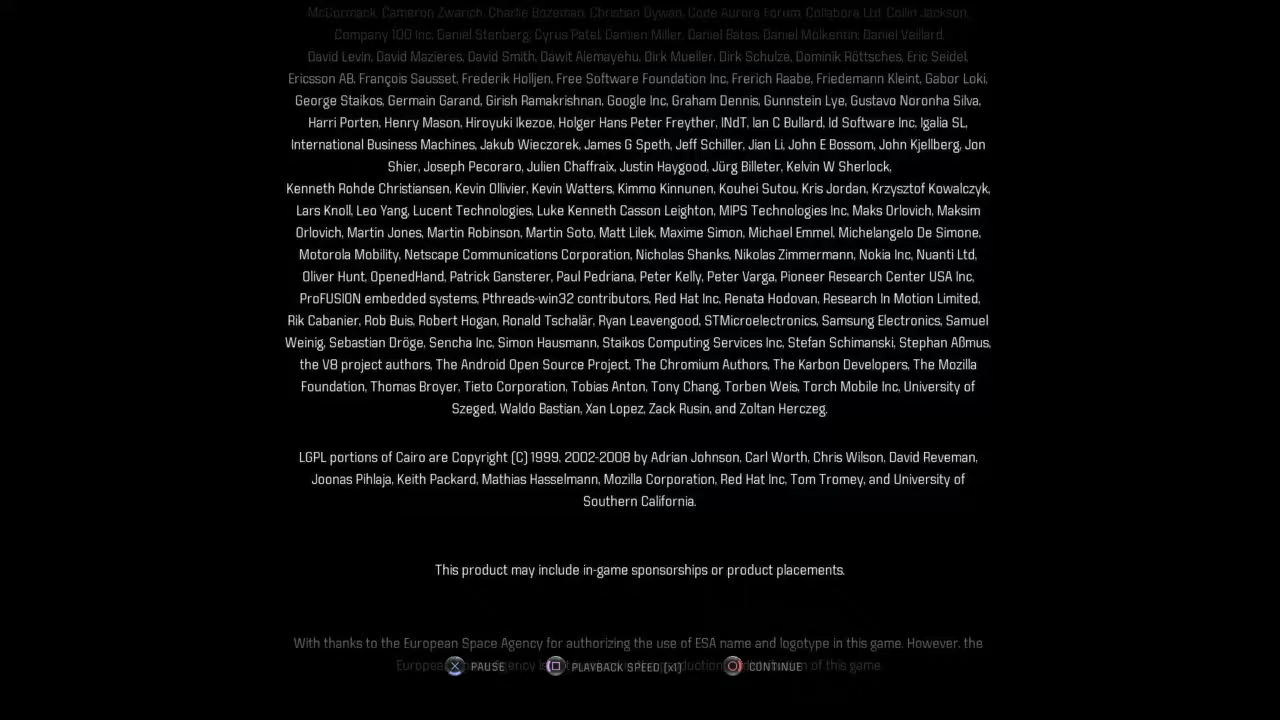 McCormack, Cameron Zwarich, Charlie Bozeman, Christian Dywan, Code Aurora Forum, Collabora Ltd, Collin Jackson,
Company 100 Inc, Daniel Stenberg, Cyrus Patel, Damien Miller, Daniel Bates, Daniel Molkentin, Daniel Veillard,
David Levin, David Mazieres, David Smith, Dawit Alemayehu, Dirk Mueller, Dirk Schulze, Dominik Röttsches, Eric Seidel,
Ericsson AB, François Sausset, Frederik Holljen, Free Software Foundation Inc, Frerich Raabe, Friedemann Kleint, Gabor Loki,
George Staikos, Germain Garand, Girish Ramakrishnan, Google Inc, Graham Dennis, Gunnstein Lye, Gustavo Noronha Silva,
Harri Porten, Henry Mason, Hiroyuki Ikezoe, Holger Hans Peter Freyther, INdT, Ian C Bullard, Id Software Inc, Igalia SL,
International Business Machines, Jakub Wieczorek, James G Speth, Jeff Schiller, Jian Li, John E Bossom, John Kjellberg, Jon
Shier, Joseph Pecoraro, Julien Chaffraix, Justin Haygood, Jürg Billeter, Kelvin W Sherlock,
Kenneth Rohde Christiansen, Kevin Ollivier, Kevin Watters, Kimmo Kinnunen, Kouhei Sutou, Kris Jordan, Krzysztof Kowalczyk,
Lars Knoll, Leo Yang, Lucent Technologies, Luke Kenneth Casson Leighton, MIPS Technologies Inc, Maks Orlovich, Maksim
Orlovich, Martin Jones, Martin Robinson, Martin Soto, Matt Lilek, Maxime Simon, Michael Emmel, Michelangelo De Simone,
Motorola Mobility, Netscape Communications Corporation, Nicholas Shanks, Nikolas Zimmermann, Nokia Inc, Nuanti Ltd,
Oliver Hunt, OpenedHand, Patrick Gansterer, Paul Pedriana, Peter Kelly, Peter Varga, Pioneer Research Center USA Inc,
ProFUSION embedded systems, Pthreads-win32 contributors, Red Hat Inc, Renata Hodovan, Research In Motion Limited,
Rik Cabanier, Rob Buis, Robert Hogan, Ronald Tschalär, Ryan Leavengood, STMicroelectronics, Samsung Electronics, Samuel
Weinig, Sebastian Dröge, Sencha Inc, Simon Hausmann, Staikos Computing Services Inc, Stefan Schimanski, Stephan Aßmus,
the V8 project authors, The Android Open Source Project, The Chromium Authors, The Karbon Developers, The Mozilla
Foundation, Thomas Broyer, Tieto Corporation, Tobias Anton, Tony Chang, Torben Weis, Torch Mobile Inc, University of
Szeged, Waldo Bastian, Xan Lopez, Zack Rusin, and Zoltan Herczeg.
LGPL portions of Cairo are Copyright (C) 1999, 2002-2008 by Adrian Johnson, Carl Worth, Chris Wilson, David Reveman,
Joonas Pihlaja, Keith Packard, Mathias Hasselmann, Mozilla Corporation, Red Hat Inc, Tom Tromey, and University of
Southern California.
This product may include in-game sponsorships or product placements.
With thanks to the European Space Agency for authorizing the use of ESA name and logotype in this game. However, the
of this game.
PAUSE PLAYBACK SPEED (x1) CONTINUE